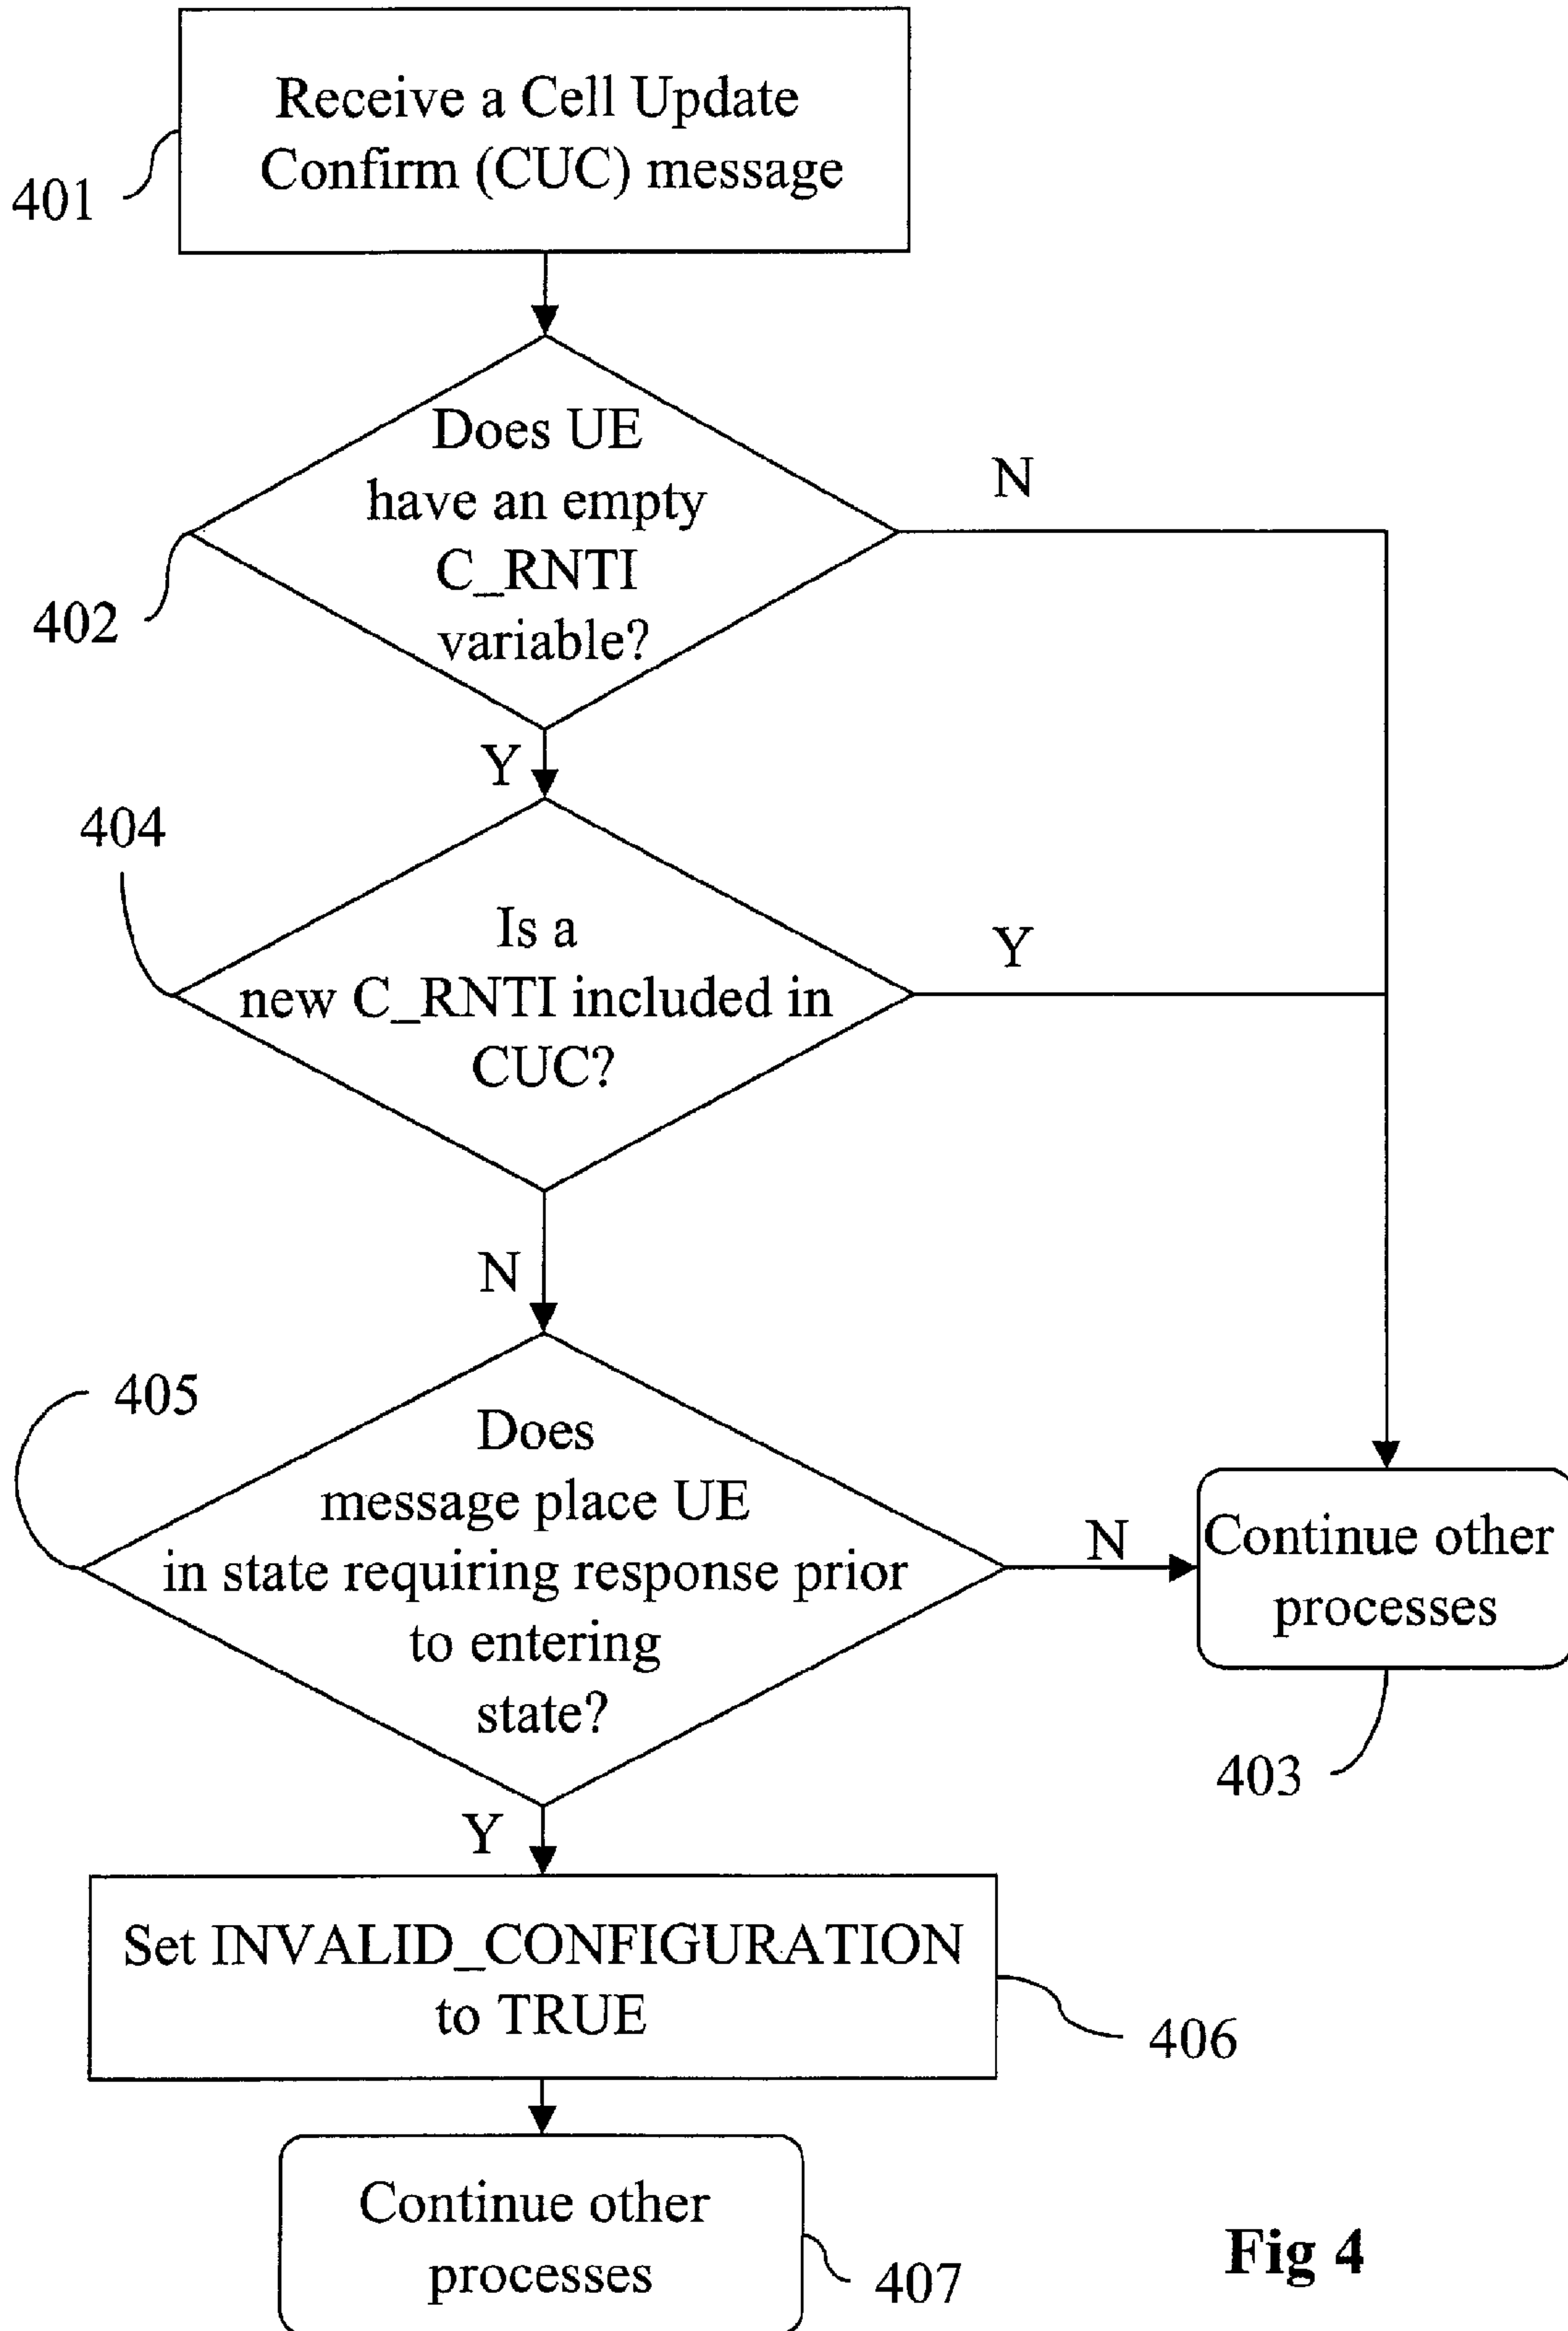 Receive a Cell Update
Confirm (CUC) message
401
Does UE
have an empty
C_RNTI
variable?
N
402
Y
404
Is a
new C_RNTI included in
CUC?
Y
N
405
Does
message place UE
in state requiring response prior
to entering
state?
N
Continue other
processes
403
Y
Set INVALID_CONFIGURATION
to TRUE
406
Continue other
processes
407
Fig 4